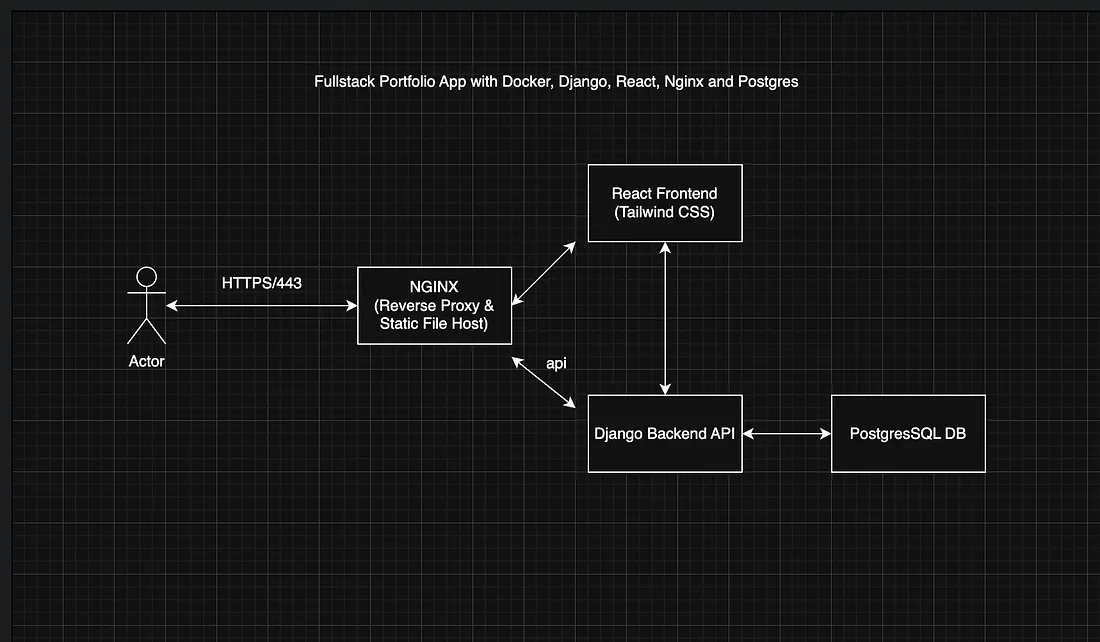 Fullstack Portfolio App with Docker, Django, React, Nginx and Postgres
React Frontend
(Tailwind CSS)
HTTPS/443
NGINX
(Reverse Proxy &
Static File Host)
Actor
api
Django Backend API
PostgresSQL DB